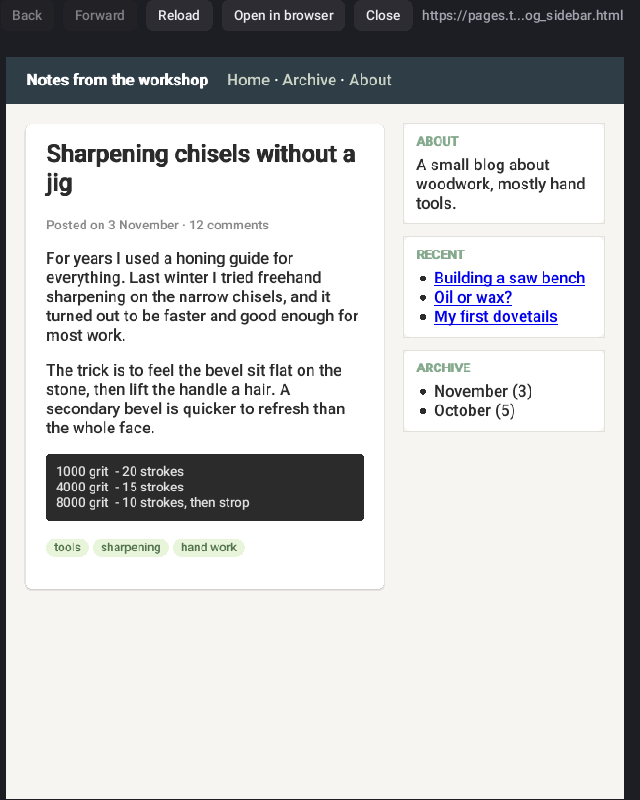 Back Forward Reload Open in browser Close https://pages.t...og_sidebar.html
Notes from the workshop Home · Archive · About
Sharpening chisels without a
jig
Posted on 3 November · 12 comments
For years I used a honing guide for
everything. Last winter I tried freehand
sharpening on the narrow chisels, and it
turned out to be faster and good enough for
most work.
The trick is to feel the bevel sit flat on the
stone, then lift the handle a hair. A
secondary bevel is quicker to refresh than
the whole face.
1000 grit - 20 strokes
4000 grit - 15 strokes
8000 grit - 10 strokes, then strop
tools sharpening hand work
ABOUT
A small blog about
woodwork, mostly hand
tools.
RECENT
Building a saw bench
Oil or wax?
My first dovetails
ARCHIVE
November (3)
October (5)